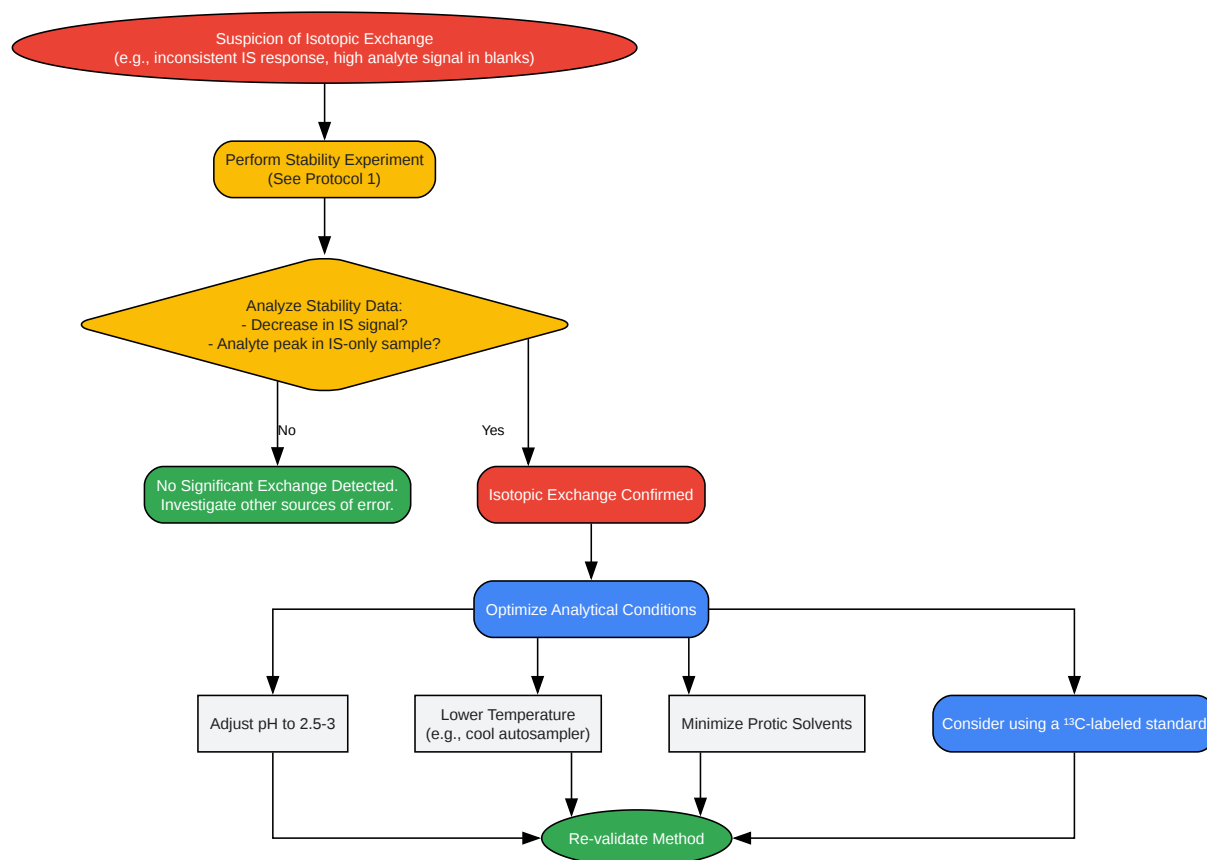 Suspicion of Isotopic Exchange
(e.g., inconsistent IS response, high analyte signal in blanks)
Perform Stability Experiment
(See Protocol 1)
Analyze Stability Data:
- Decrease in IS signal?
- Analyte peak in IS-only sample?
No
Yes
No Significant Exchange Detected.
Investigate other sources of error.
Isotopic Exchange Confirmed
Optimize Analytical Conditions
Adjust pH to 2.5-3
Lower Temperature
(e.g., cool autosampler)
Minimize Protic Solvents
Consider using a ¹³C-labeled standard
Re-validate Method